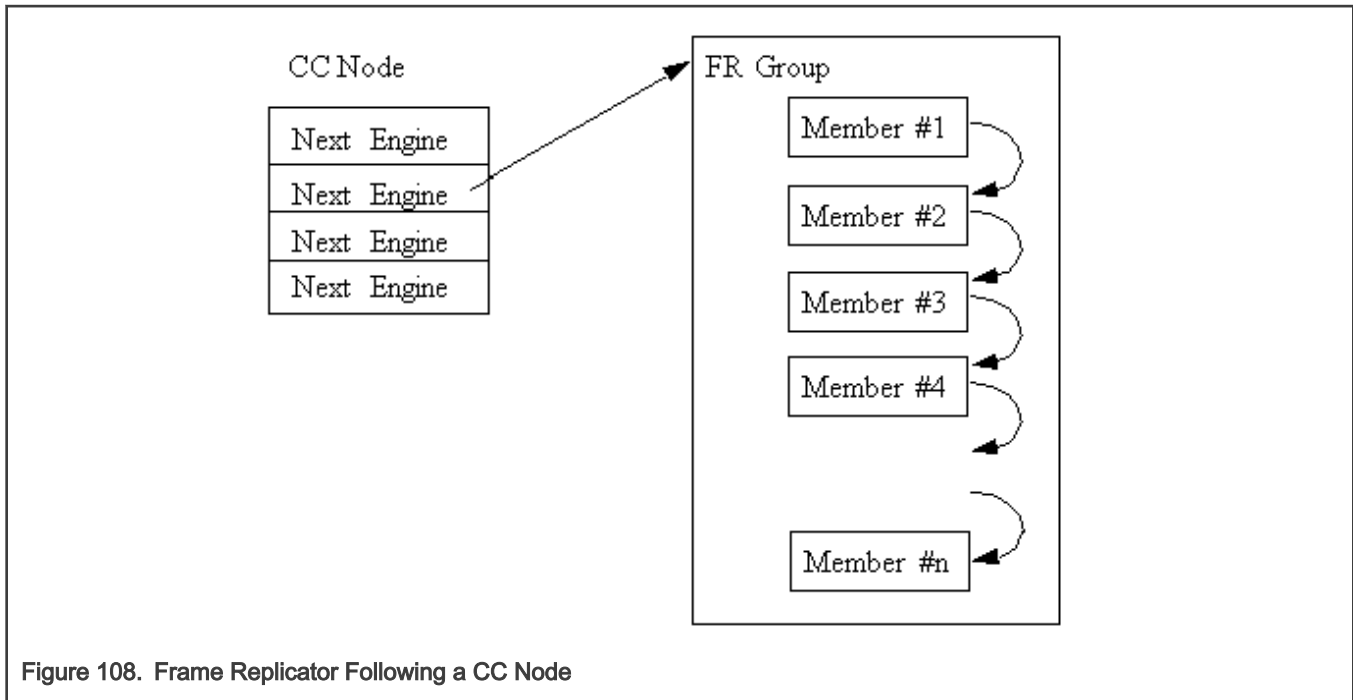 CC Node
Next Engine
Next Engine
Next Engine
Next Engine
FR Group
Member #1
Member #2
Member #3
Member #4
Member #n
Figure 108. Frame Replicator Following a CC Node